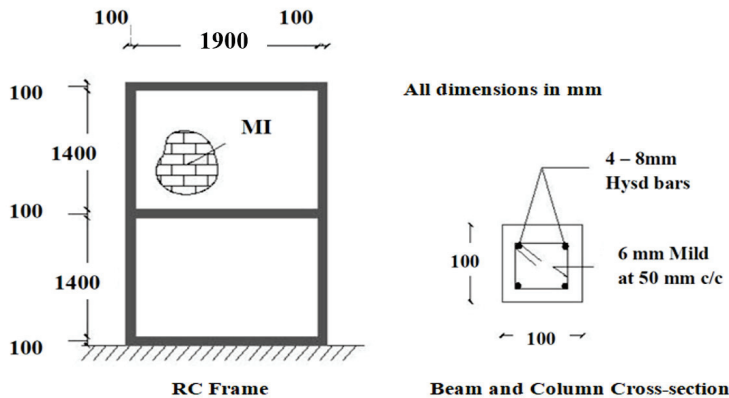 100 100
1900
100
MI
1400
100
1400
100
RC Frame
All dimensions in mm
4 – 8mm
Hysd bars
100
6 mm Mild
at 50 mm c/c
100
Beam and Column Cross-section